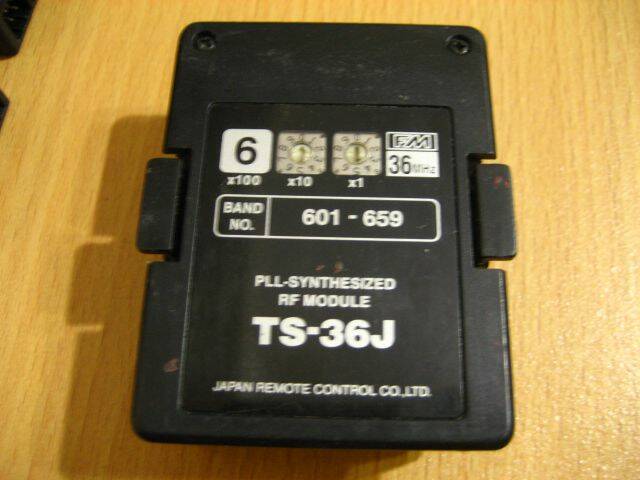 6
FM
36MHz
x100 x10 x1
BAND NO. 601 - 659
PLL-SYNTHESIZED
RF MODULE
TS-36J
JAPAN REMOTE CONTROL CO.,LTD.